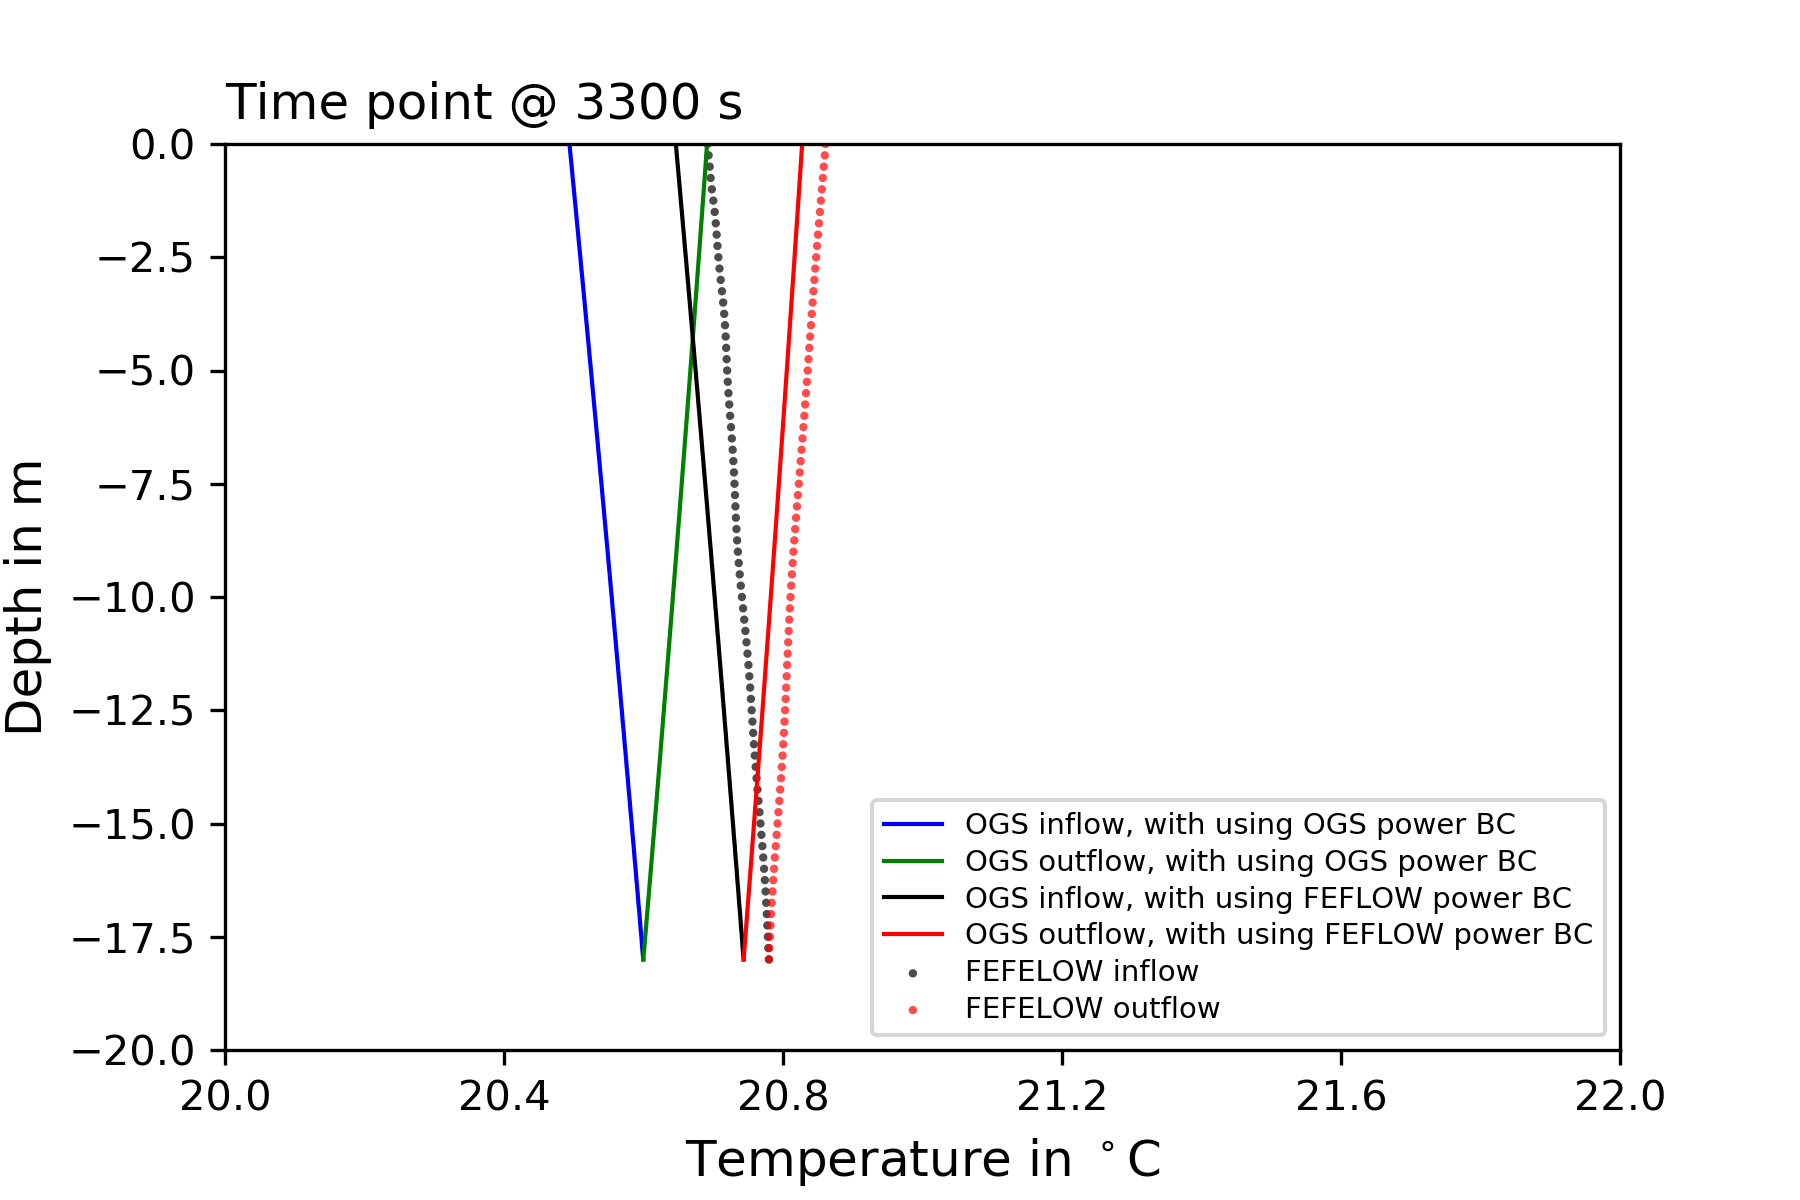 Time point @ 3300 s
0.0
−2.5
−5.0
−7.5
−10.0
−12.5
−15.0
−17.5
−20.0
Depth in m
OGS inflow, with using OGS power BC
OGS outflow, with using OGS power BC
OGS inflow, with using FEFLOW power BC
OGS outflow, with using FEFLOW power BC
FEFELOW inflow
FEFELOW outflow
20.0 20.4 20.8 21.2 21.6 22.0
Temperature in °C